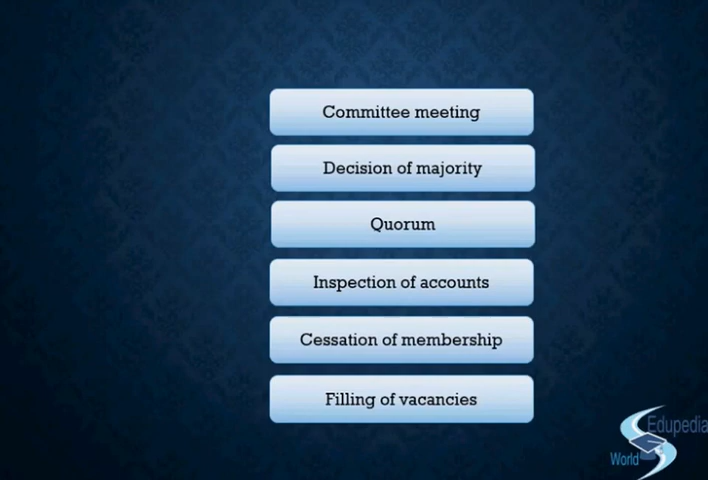 Committee meeting
Decision of majority
Quorum
Inspection of accounts
Cessation of membership
Filling of vacancies
Edupedia
World